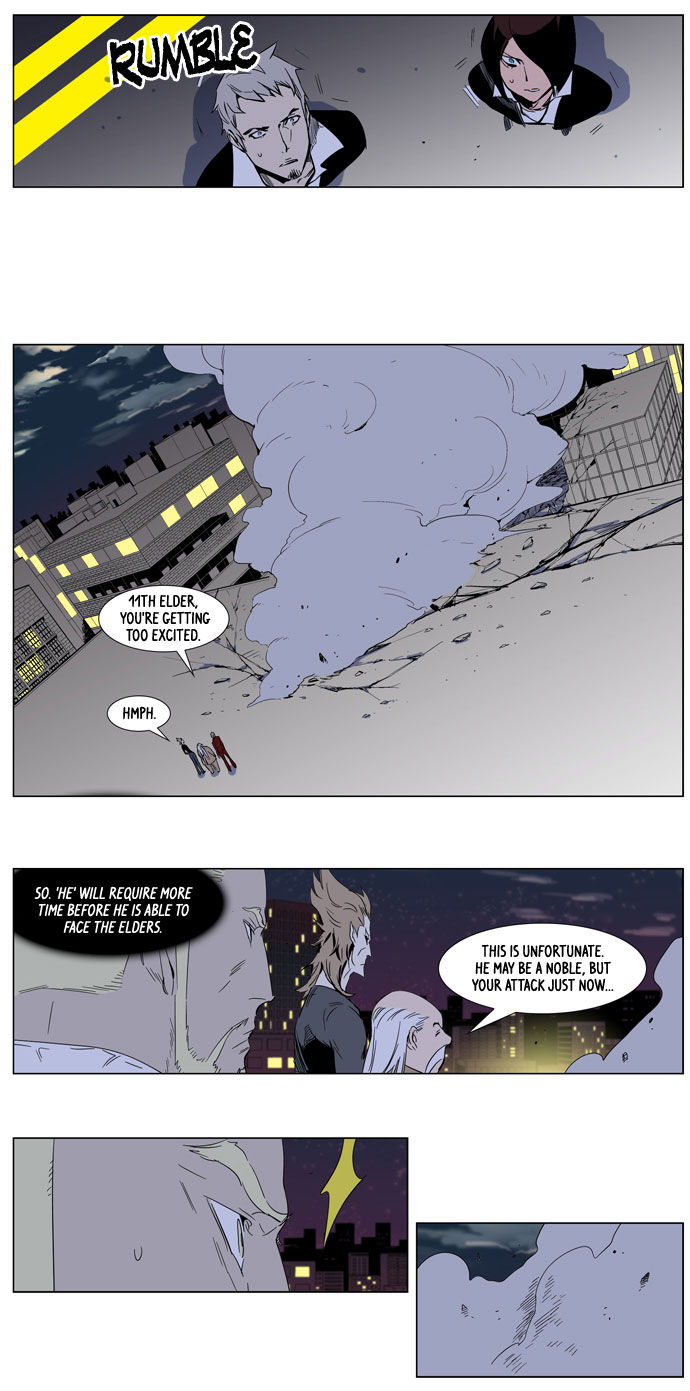 RUMBLE
11TH ELDER,
YOU'RE GETTING
TOO EXCITED.
HMPH.
SO. 'HE' WILL REQUIRE MORE
TIME BEFORE HE IS ABLE TO
FACE THE ELDERS.
THIS IS UNFORTUNATE.
HE MAY BE A NOBLE, BUT
YOUR ATTACK JUST NOW...